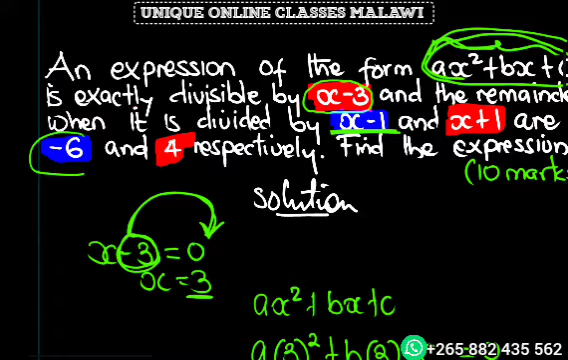 UNIQUE ONLINE CLASSES MALAWI
An expression of the form ax² + bx + c
is exactly divisible by x - 3 and the remainde
when it is divided by x - 1 and x + 1 are
-6 and 4 respectively. Find the expression
(10 marks
solution
x - 3 = 0
x = 3
ax² + bx + c
a(3)² + b(3)
+265-882 435 562